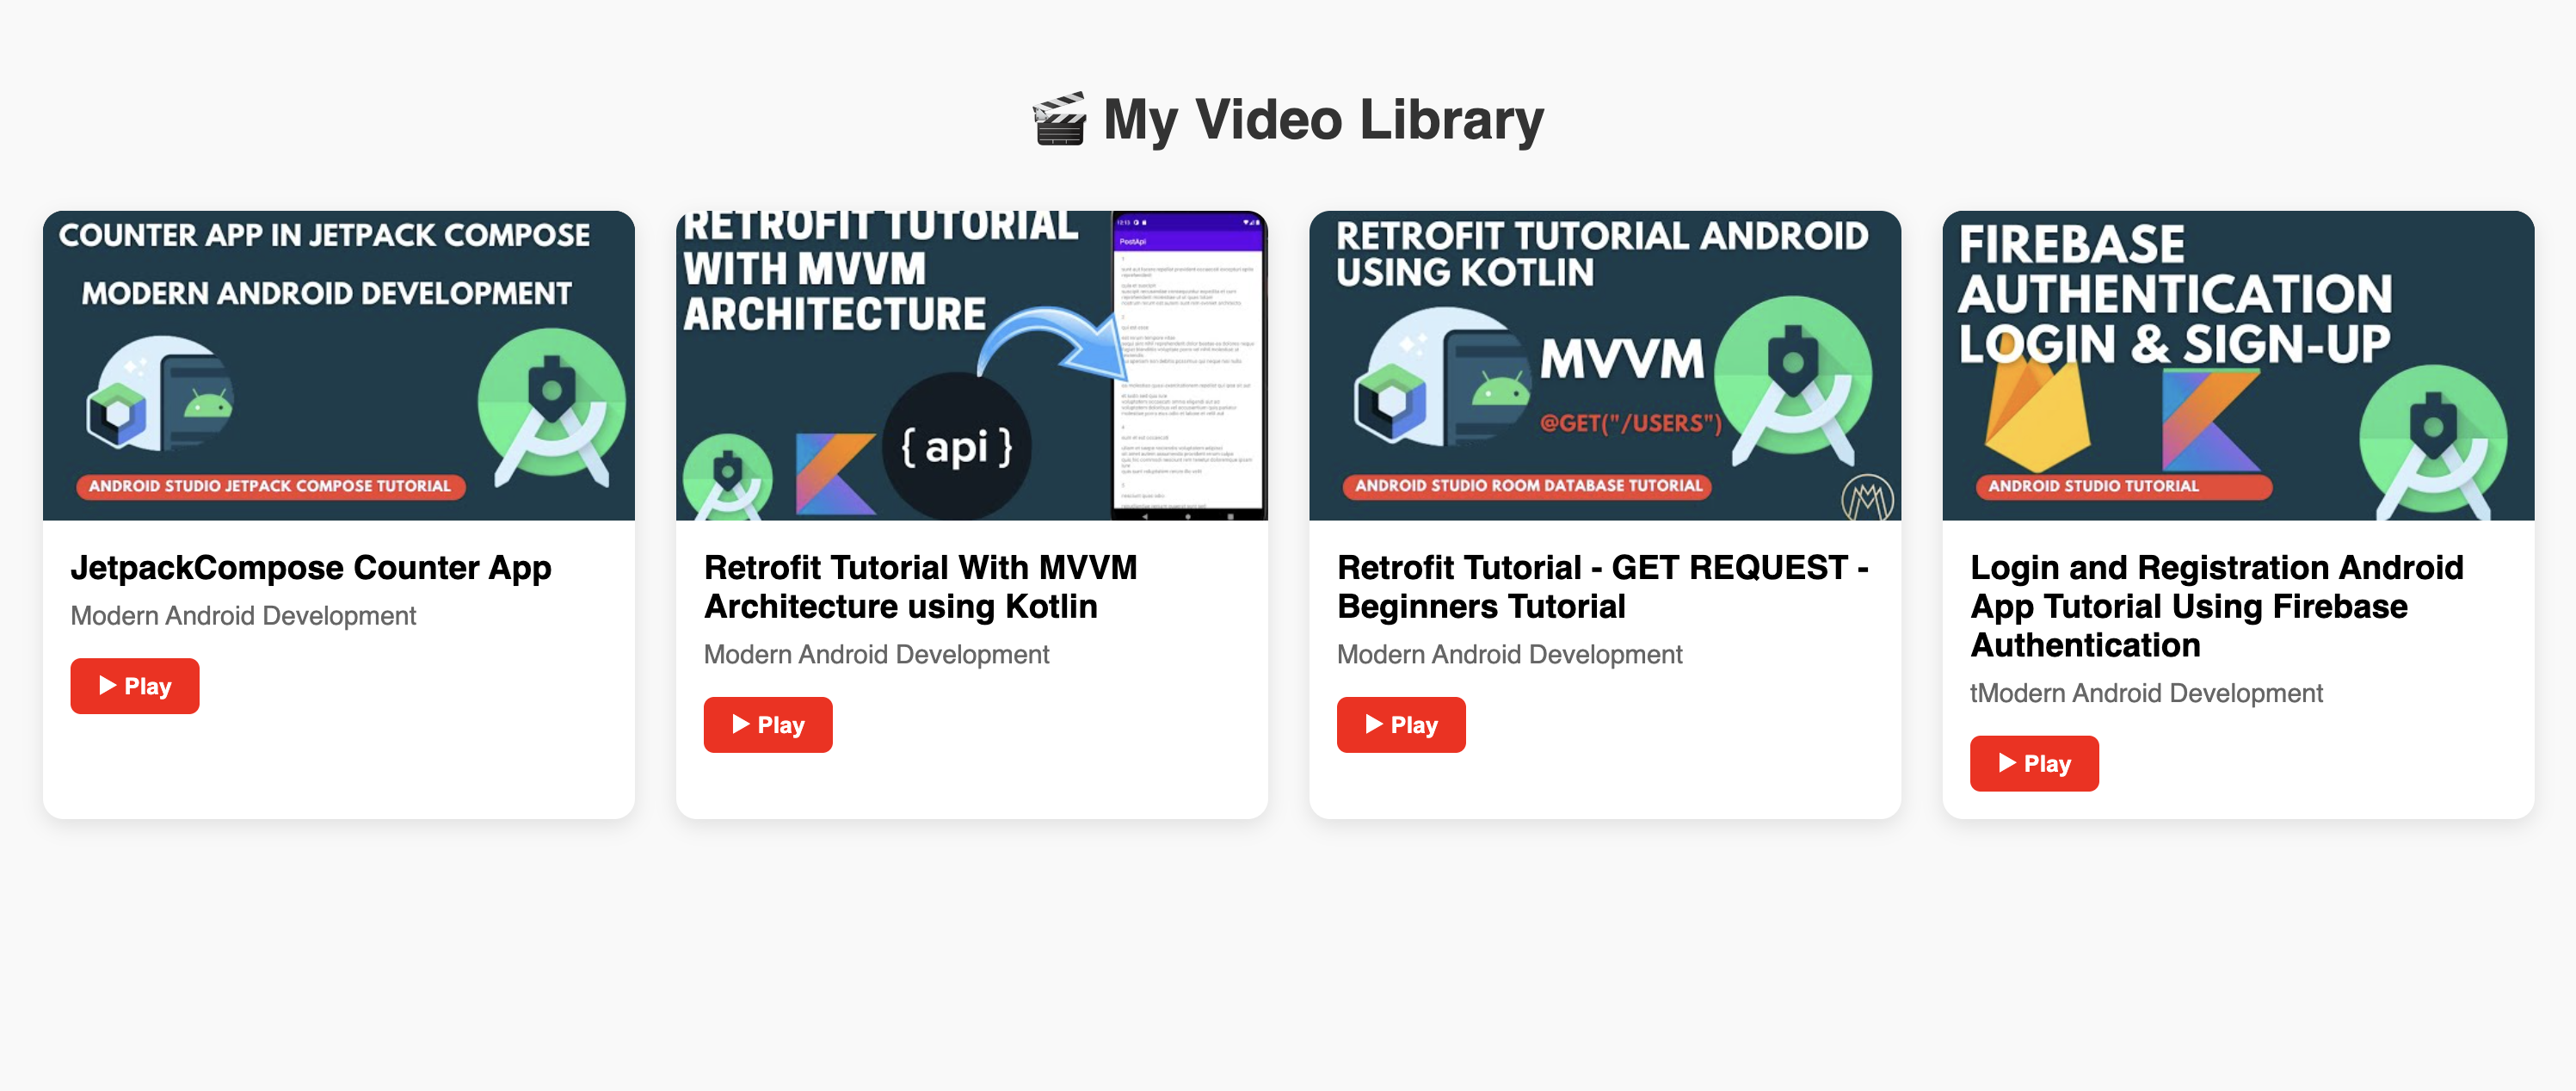 🎬 My Video Library
COUNTER APP IN JETPACK COMPOSE
MODERN ANDROID DEVELOPMENT
ANDROID STUDIO JETPACK COMPOSE TUTORIAL
JetpackCompose Counter App
Modern Android Development
▶ Play
RETROFIT TUTORIAL
WITH MVVM
ARCHITECTURE
{ api }
12:13
PostApi
Retrofit Tutorial With MVVM
Architecture using Kotlin
Modern Android Development
▶ Play
RETROFIT TUTORIAL ANDROID
USING KOTLIN
MVVM
@GET("/USERS")
ANDROID STUDIO ROOM DATABASE TUTORIAL
Retrofit Tutorial - GET REQUEST -
Beginners Tutorial
Modern Android Development
▶ Play
FIREBASE
AUTHENTICATION
LOGIN & SIGN-UP
ANDROID STUDIO TUTORIAL
Login and Registration Android
App Tutorial Using Firebase
Authentication
tModern Android Development
▶ Play